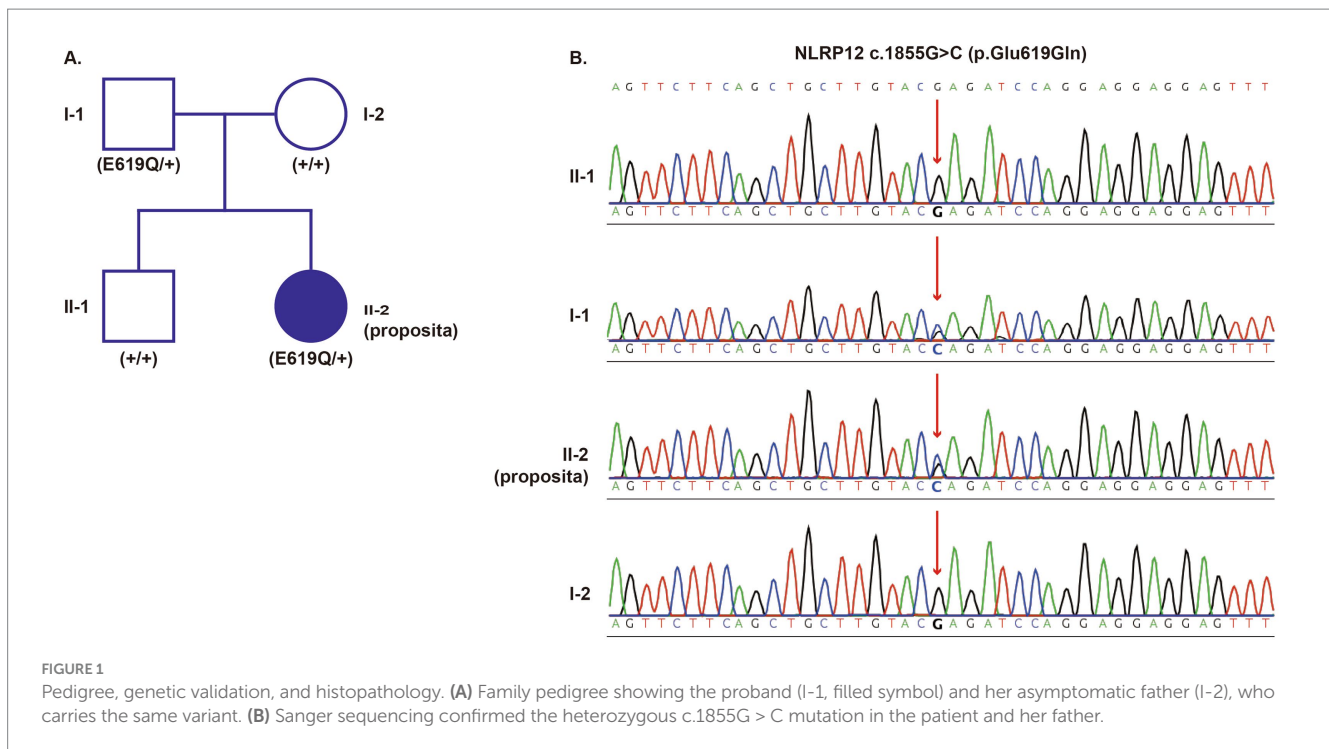 A.
I-1
I-2
(E619Q/+)
(+/+)
II-1
II-2
(proposita)
(+/+)
(E619Q/+)
B.
NLRP12 c.1855G>C (p.Glu619Gln)
A G T T C T T C A G C T G C T T G T A C G A G A T C C A G G A G G A G G A G T T T
II-1
A G T T C T T C A G C T G C T T G T A C G A G A T C C A G G A G G A G G A G T T T
I-1
A G T T C T T C A G C T G C T T G T A C C A G A T C C A G G A G G A G G A G T T T
II-2
(proposita)
A G T T C T T C A G C T G C T T G T A C C A G A T C C A G G A G G A G G A G T T T
I-2
A G T T C T T C A G C T G C T T G T A C G A G A T C C A G G A G G A G G A G T T T
FIGURE 1
Pedigree, genetic validation, and histopathology. (A) Family pedigree showing the proband (I-1, filled symbol) and her asymptomatic father (I-2), who
carries the same variant. (B) Sanger sequencing confirmed the heterozygous c.1855G > C mutation in the patient and her father.